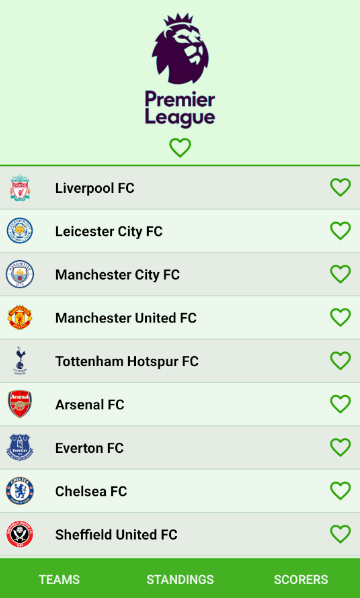 Premier
League
Liverpool FC
Leicester City FC
Manchester City FC
Manchester United FC
Tottenham Hotspur FC
Arsenal FC
Everton FC
Chelsea FC
Sheffield United FC
TEAMS STANDINGS SCORERS